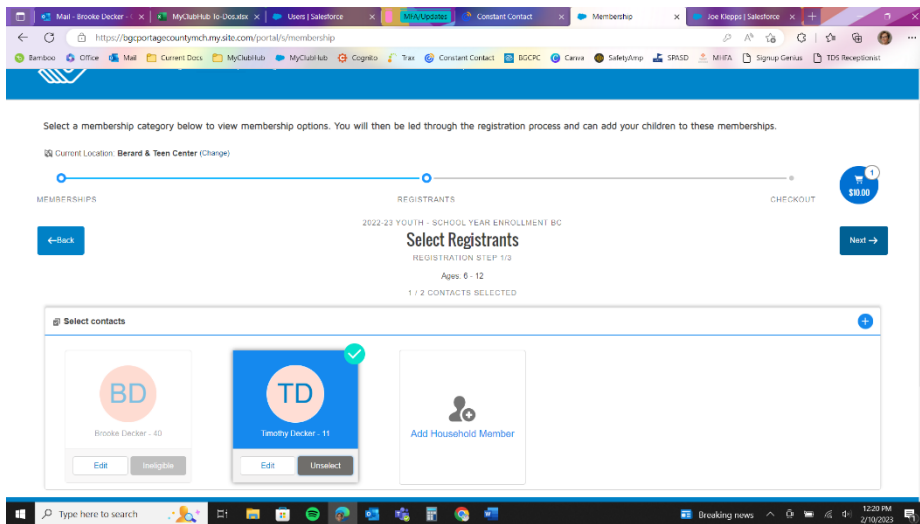 Mail - Brooke Decker -
MyClubHub To-Dos.xlsx
Users | Salesforce
MFA/Updates
Constant Contact
Membership
Joe Klepps | Salesforce
https://bgcportagecountymch.my.site.com/portal/s/membership
Bamboo Office Mail Current Docs MyClubHub MyClubHub Cognito Trax Constant Contact BGCPC Canva SafetyAmp SPASD MHFA Signup Genius TDS Receptionist
Select a membership category below to view membership options. You will then be led through the registration process and can add your children to these memberships.
Current Location: Berard & Teen Center (Change)
1
$10.00
MEMBERSHIPS REGISTRANTS CHECKOUT
2022-23 YOUTH - SCHOOL YEAR ENROLLMENT BC
←Back Select Registrants Next →
REGISTRATION STEP 1/3
Ages: 6 - 12
1 / 2 CONTACTS SELECTED
Select contacts
BD TD
Brooke Decker - 40 Timothy Decker - 11 Add Household Member
Edit Ineligible Edit Unselect
Type here to search
Breaking news
12:20 PM
2/10/2023